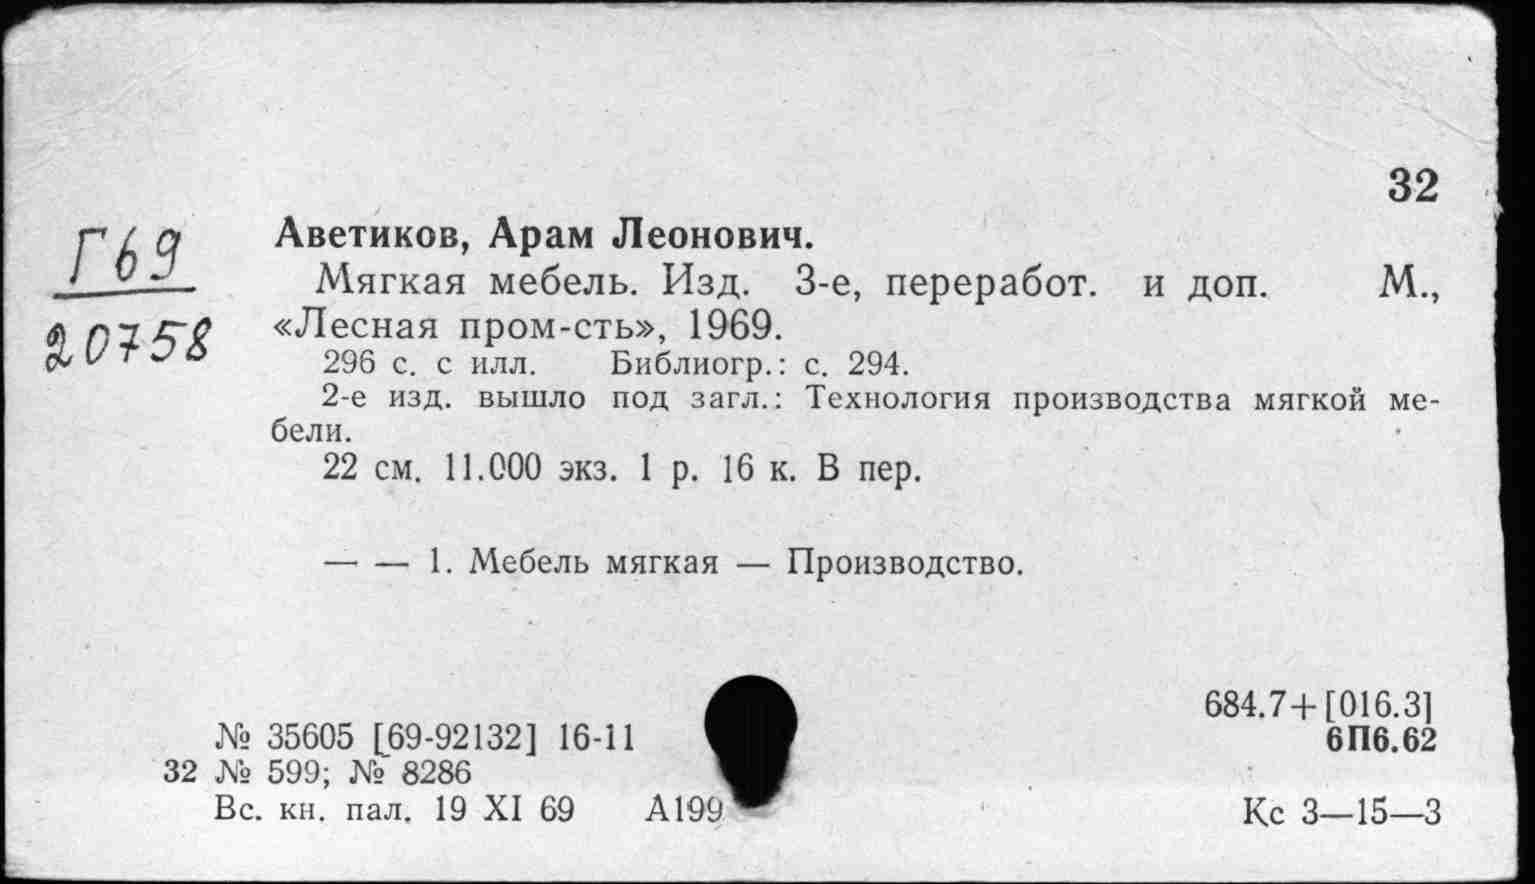 32
Г69
20758
Аветиков, Арам Леонович.
Мягкая мебель. Изд. 3-е, переработ. и доп. М.,
«Лесная пром-сть», 1969.
296 с. с илл. Библиогр.: с. 294.
2-е изд. вышло под загл.: Технология производства мягкой ме-
бели.
22 см. 11.000 экз. 1 р. 16 к. В пер.
— — 1. Мебель мягкая — Производство.
684.7+[016.3]
№ 35605 [69-92132] 16-11 6П6.62
32 № 599; № 8286
Вс. кн. пал. 19 XI 69 А199 Кс 3—15—3